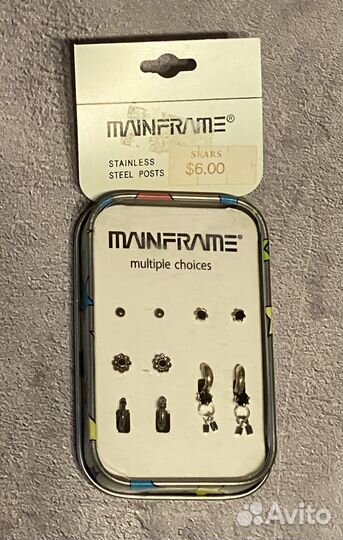 MAINFRAME®
STAINLESS
STEEL POSTS
SEARS
$6.00
MAINFRAME®
multiple choices
Avito